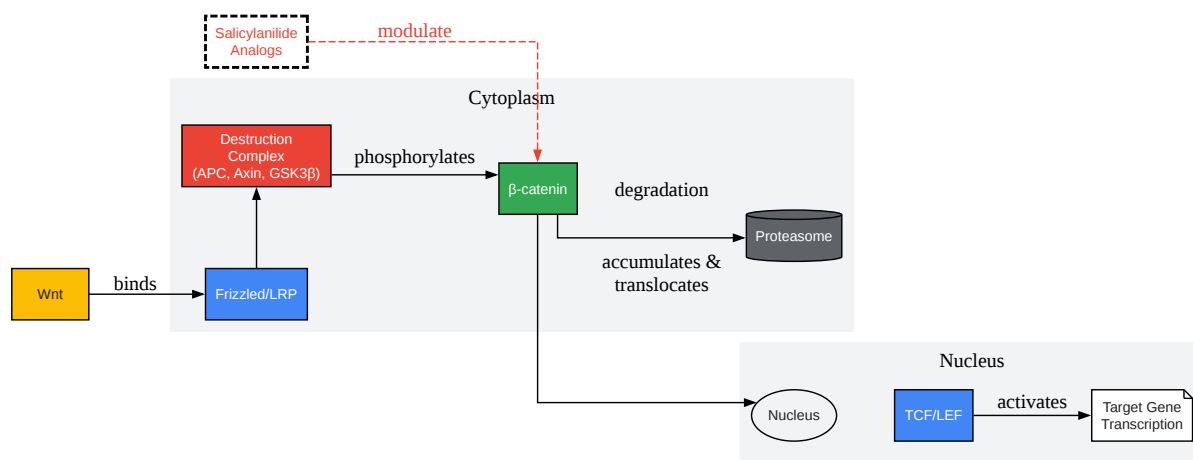 Salicylanilide
Analogs
modulate
Cytoplasm
Destruction
Complex
(APC, Axin, GSK3β)
phosphorylates
β-catenin
degradation
Proteasome
accumulates &
translocates
Wnt
binds
Frizzled/LRP
Nucleus
Nucleus
TCF/LEF
activates
Target Gene
Transcription